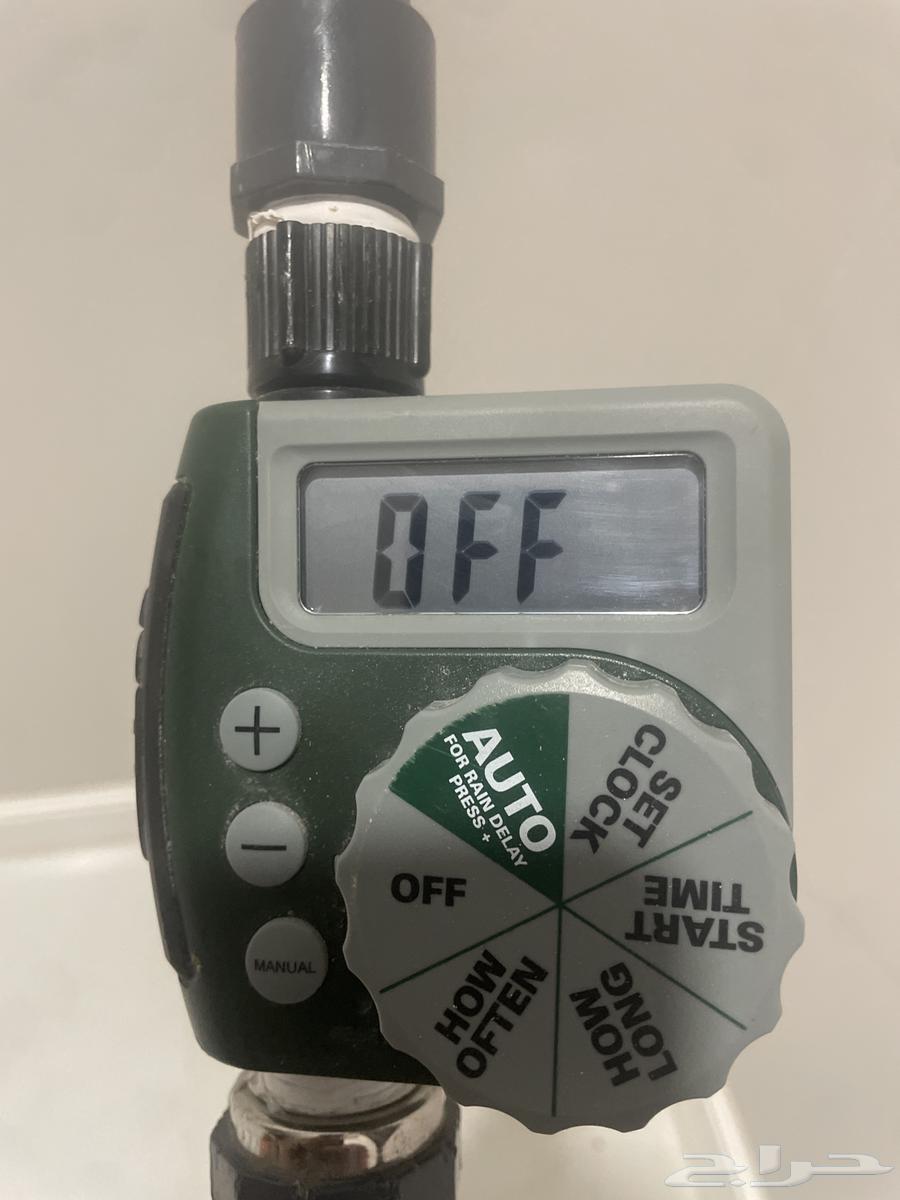 OFF
+
−
MANUAL
AUTO
FOR RAIN DELAY
PRESS +
SET
CLOCK
START
TIME
HOW
LONG
HOW
OFTEN
OFF
حراج